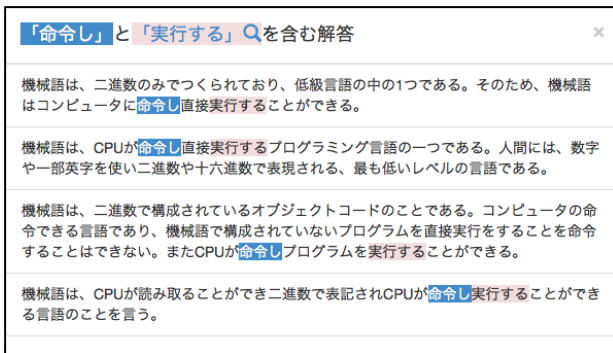 「命令し」と「実行する」を含む解答 ×
機械語は、二進数のみでつくられており、低級言語の中の1つである。そのため、機械語
はコンピュータに命令し直接実行することができる。
機械語は、CPUが命令し直接実行するプログラミング言語の一つである。人間には、数字
や一部英字を使い二進数や十六進数で表現される、最も低いレベルの言語である。
機械語は、二進数で構成されているオブジェクトコードのことである。コンピュータの命
令できる言語であり、機械語で構成されていないプログラムを直接実行をすることを命令
することはできない。またCPUが命令しプログラムを実行することができる。
機械語は、CPUが読み取ることができ二進数で表記されCPUが命令し実行することができ
る言語のことを言う。